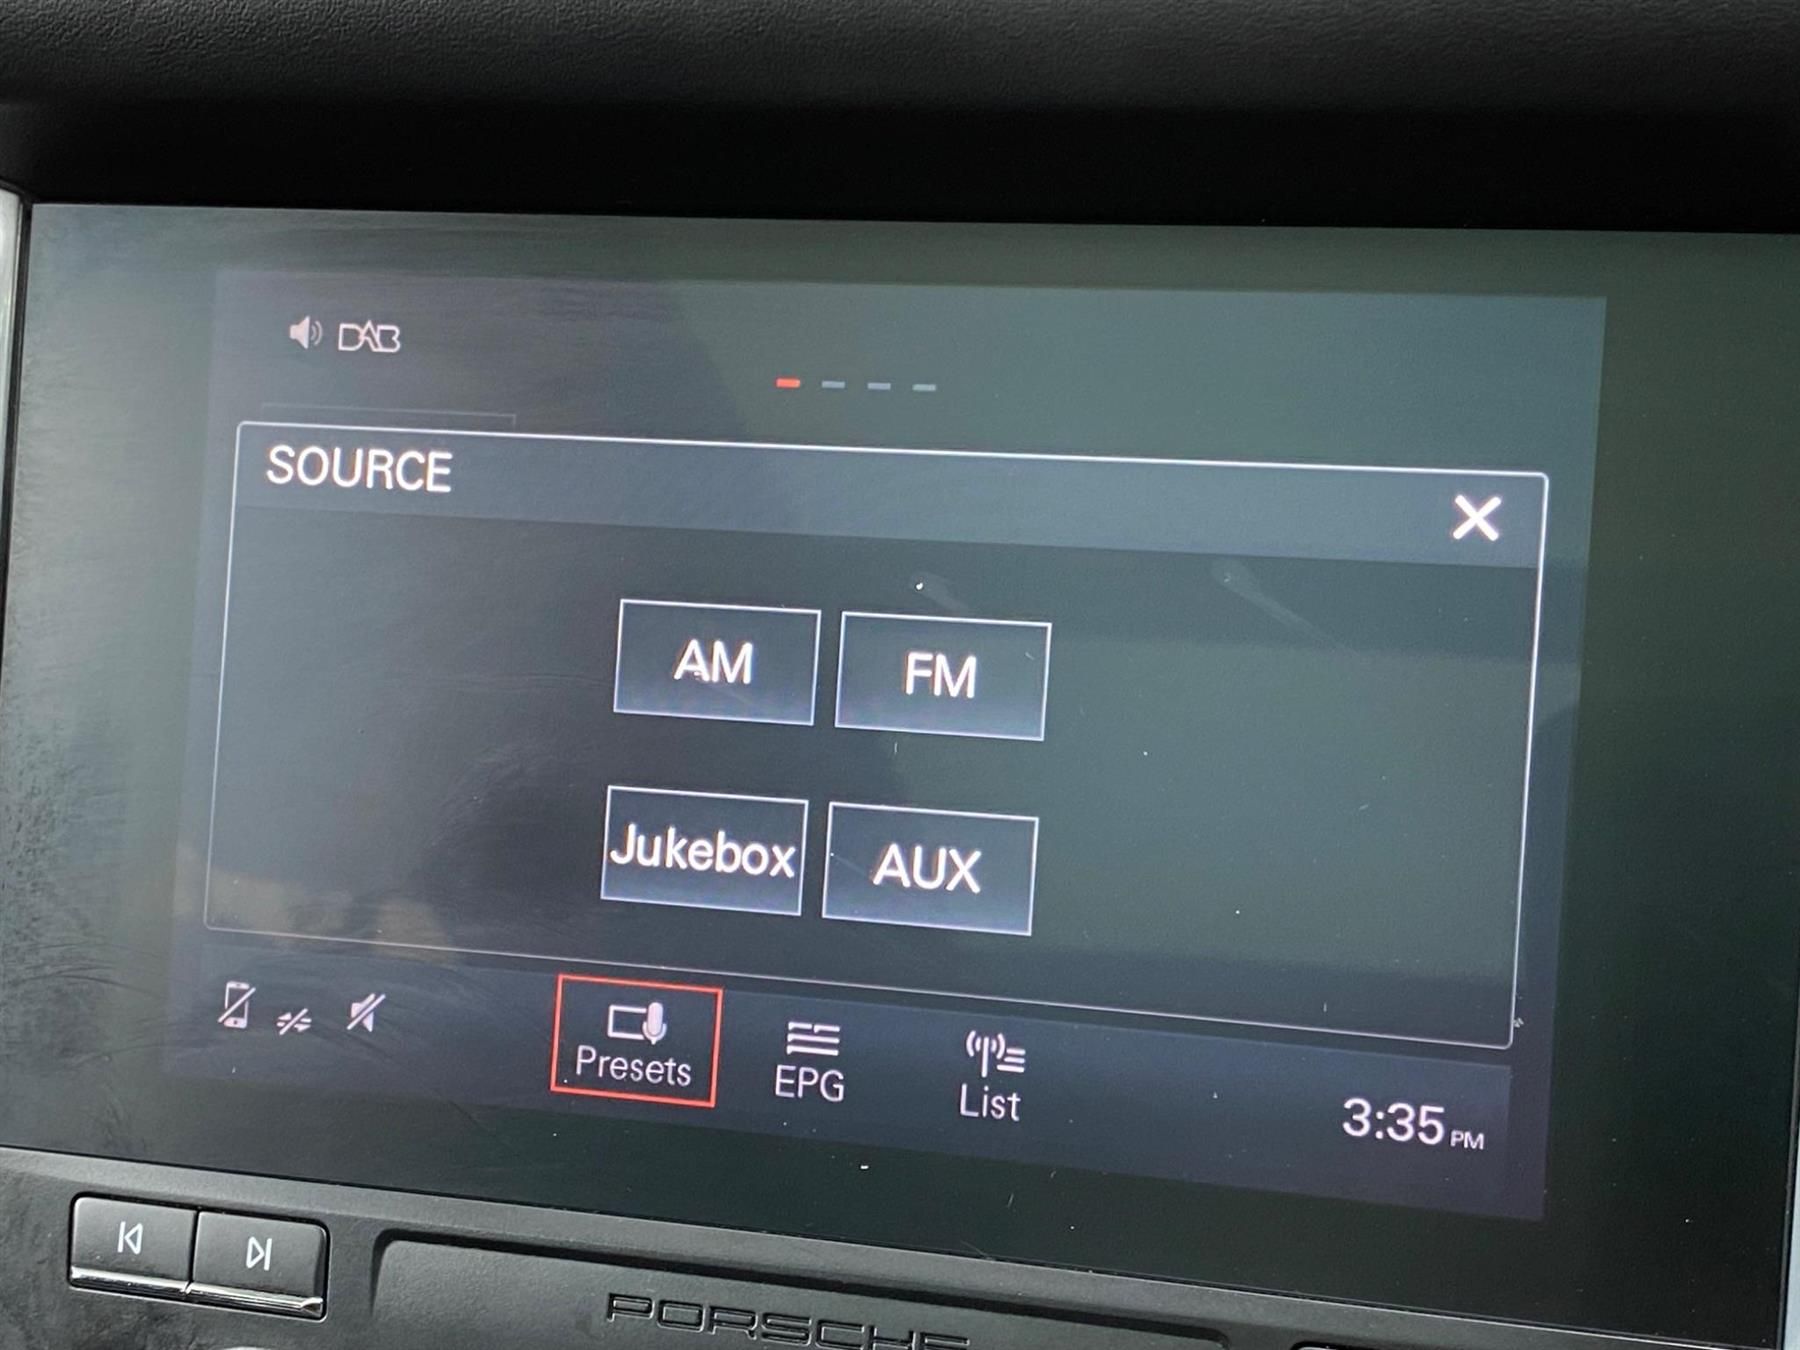 DAB
SOURCE
AM FM
Jukebox AUX
Presets EPG List
3:35 PM
PORSCHE